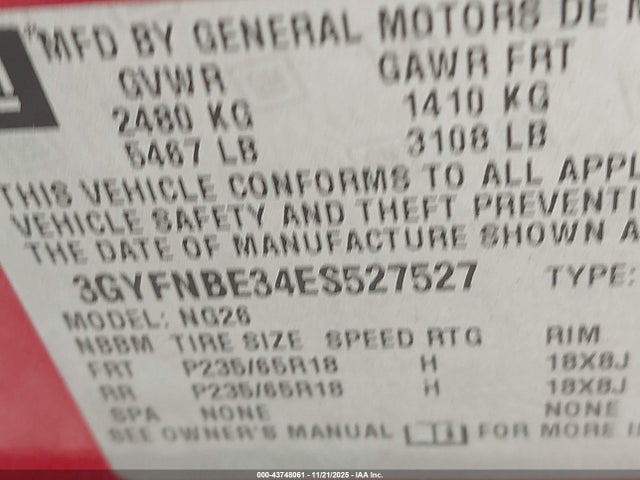 MFD BY GENERAL MOTORS DE
GVWR GAWR FRT
2480 KG 1410 KG
5467 LB 3108 LB
THIS VEHICLE CONFORMS TO ALL APPL
VEHICLE SAFETY AND THEFT PREVENTI
THE DATE OF MANUFACTURE SHOWN A
3GYFNBE34ES527527 TYPE:
MODEL: NG26
NBBM TIRE SIZE SPEED RTG RIM
FRT P235/65R18 H 18X8J
RR P235/65R18 H 18X8J
SPA NONE NONE
SEE OWNER'S MANUAL FOR MORE I
000-43748061 - 11/21/2025 - IAA Inc.